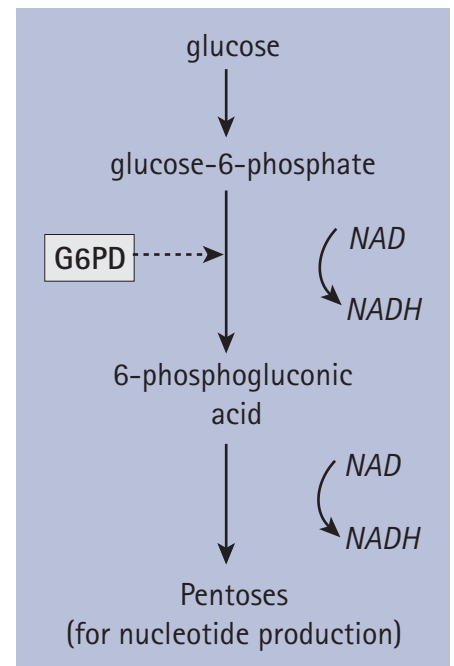 glucose
glucose-6-phosphate
NAD
G6PD
NADH
6-phosphogluconic
acid
NAD
NADH
Pentoses
(for nucleotide production)